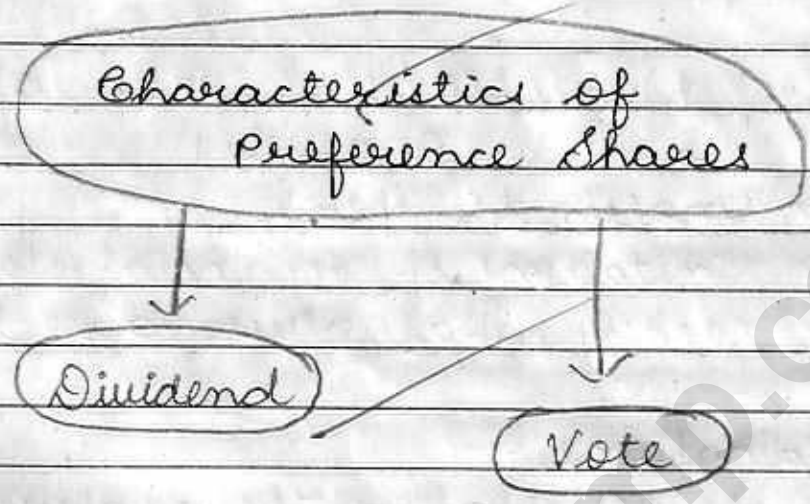 Characteristics of
Preference Shares
Dividend
Vote